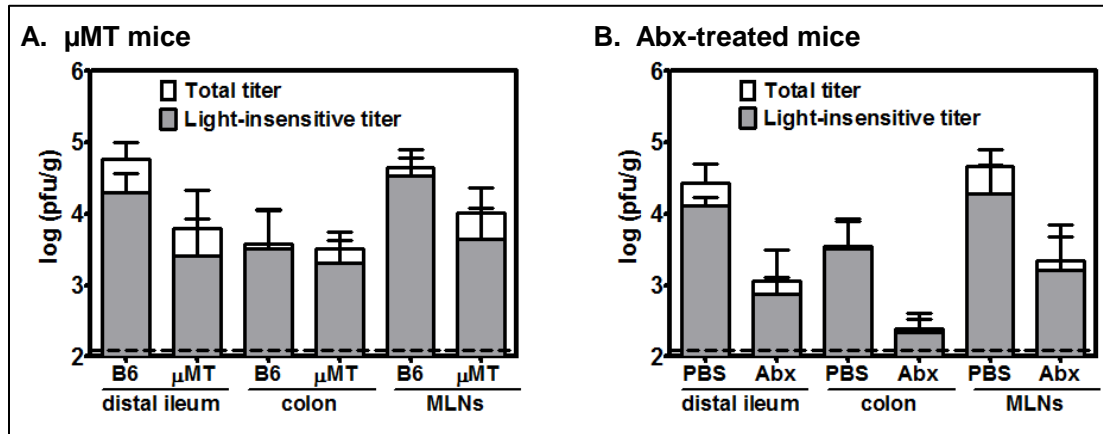 A. µMT mice
6
5
4
3
2
log (pfu/g)
Total titer
Light-insensitive titer
B6 µMT B6 µMT B6 µMT
distal ileum colon MLNs
B. Abx-treated mice
6
5
4
3
2
log (pfu/g)
Total titer
Light-insensitive titer
PBS Abx PBS Abx PBS Abx
distal ileum colon MLNs